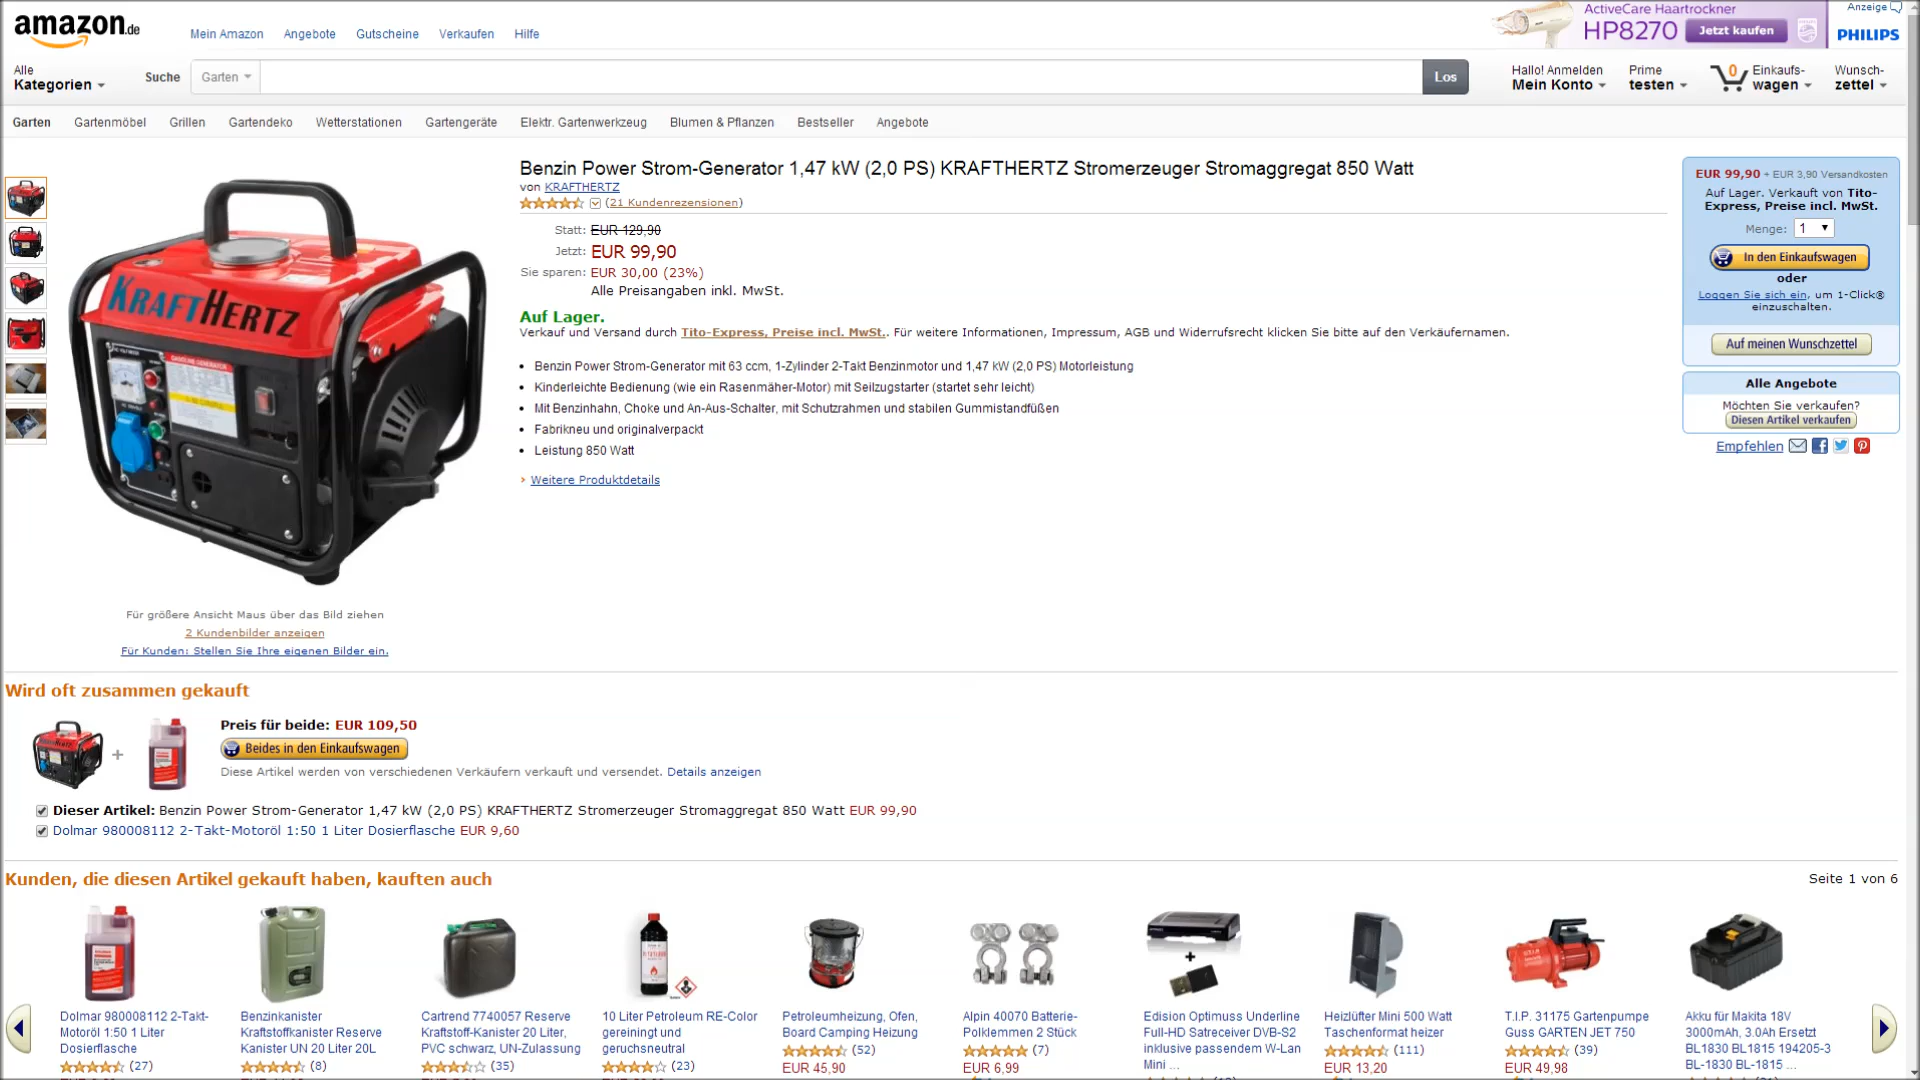 amazon.de
Mein Amazon Angebote Gutscheine Verkaufen Hilfe
ActiveCare Haartrockner
HP8270
Jetzt kaufen
Anzeige
PHILIPS
Alle
Kategorien
Suche Garten
Los
Hallo! Anmelden
Mein Konto
Prime
testen
0
Einkaufs-
wagen
Wunsch-
zettel
Garten Gartenmöbel Grillen Gartendeko Wetterstationen Gartengeräte Elektr. Gartenwerkzeug Blumen & Pflanzen Bestseller Angebote
KRAFTHERTZ
GASOLINE GENERATOR
Für größere Ansicht Maus über das Bild ziehen
2 Kundenbilder anzeigen
Für Kunden: Stellen Sie Ihre eigenen Bilder ein.
Benzin Power Strom-Generator 1,47 kW (2,0 PS) KRAFTHERTZ Stromerzeuger Stromaggregat 850 Watt
von KRAFTHERTZ
(21 Kundenrezensionen)
Statt: EUR 129,90
Jetzt: EUR 99,90
Sie sparen: EUR 30,00 (23%)
Alle Preisangaben inkl. MwSt.
Auf Lager.
Verkauf und Versand durch Tito-Express, Preise incl. MwSt.. Für weitere Informationen, Impressum, AGB und Widerrufsrecht klicken Sie bitte auf den Verkäufernamen.
• Benzin Power Strom-Generator mit 63 ccm, 1-Zylinder 2-Takt Benzinmotor und 1,47 kW (2,0 PS) Motorleistung
• Kinderleichte Bedienung (wie ein Rasenmäher-Motor) mit Seilzugstarter (startet sehr leicht)
• Mit Benzinhahn, Choke und An-Aus-Schalter, mit Schutzrahmen und stabilen Gummistandfüßen
• Fabrikneu und originalverpackt
• Leistung 850 Watt
› Weitere Produktdetails
EUR 99,90 + EUR 3,90 Versandkosten
Auf Lager. Verkauft von Tito-
Express, Preise incl. MwSt.
Menge: 1
In den Einkaufswagen
oder
Loggen Sie sich ein, um 1-Click®
einzuschalten.
Auf meinen Wunschzettel
Alle Angebote
Möchten Sie verkaufen?
Diesen Artikel verkaufen
Empfehlen
Wird oft zusammen gekauft
+
Preis für beide: EUR 109,50
Beides in den Einkaufswagen
Diese Artikel werden von verschiedenen Verkäufern verkauft und versendet. Details anzeigen
Dieser Artikel: Benzin Power Strom-Generator 1,47 kW (2,0 PS) KRAFTHERTZ Stromerzeuger Stromaggregat 850 Watt EUR 99,90
Dolmar 980008112 2-Takt-Motoröl 1:50 1 Liter Dosierflasche EUR 9,60
Kunden, die diesen Artikel gekauft haben, kauften auch
Seite 1 von 6
Dolmar 980008112 2-Takt-
Motoröl 1:50 1 Liter
Dosierflasche
(27)
Benzinkanister
Kraftstoffkanister Reserve
Kanister UN 20 Liter 20L
(8)
Cartrend 7740057 Reserve
Kraftstoff-Kanister 20 Liter,
PVC schwarz, UN-Zulassung
(35)
10 Liter Petroleum RE-Color
gereiningt und
geruchsneutral
(23)
Petroleumheizung, Ofen,
Board Camping Heizung
(52)
EUR 45,90
Alpin 40070 Batterie-
Polklemmen 2 Stück
(7)
EUR 6,99
+
Edision Optimuss Underline
Full-HD Satreceiver DVB-S2
inklusive passendem W-Lan
Mini ...
Heizlüfter Mini 500 Watt
Taschenformat heizer
(111)
EUR 13,20
T.I.P. 31175 Gartenpumpe
Guss GARTEN JET 750
(39)
EUR 49,98
Akku für Makita 18V
3000mAh, 3.0Ah Ersetzt
BL1830 BL1815 194205-3
BL-1830 BL-1815 ...